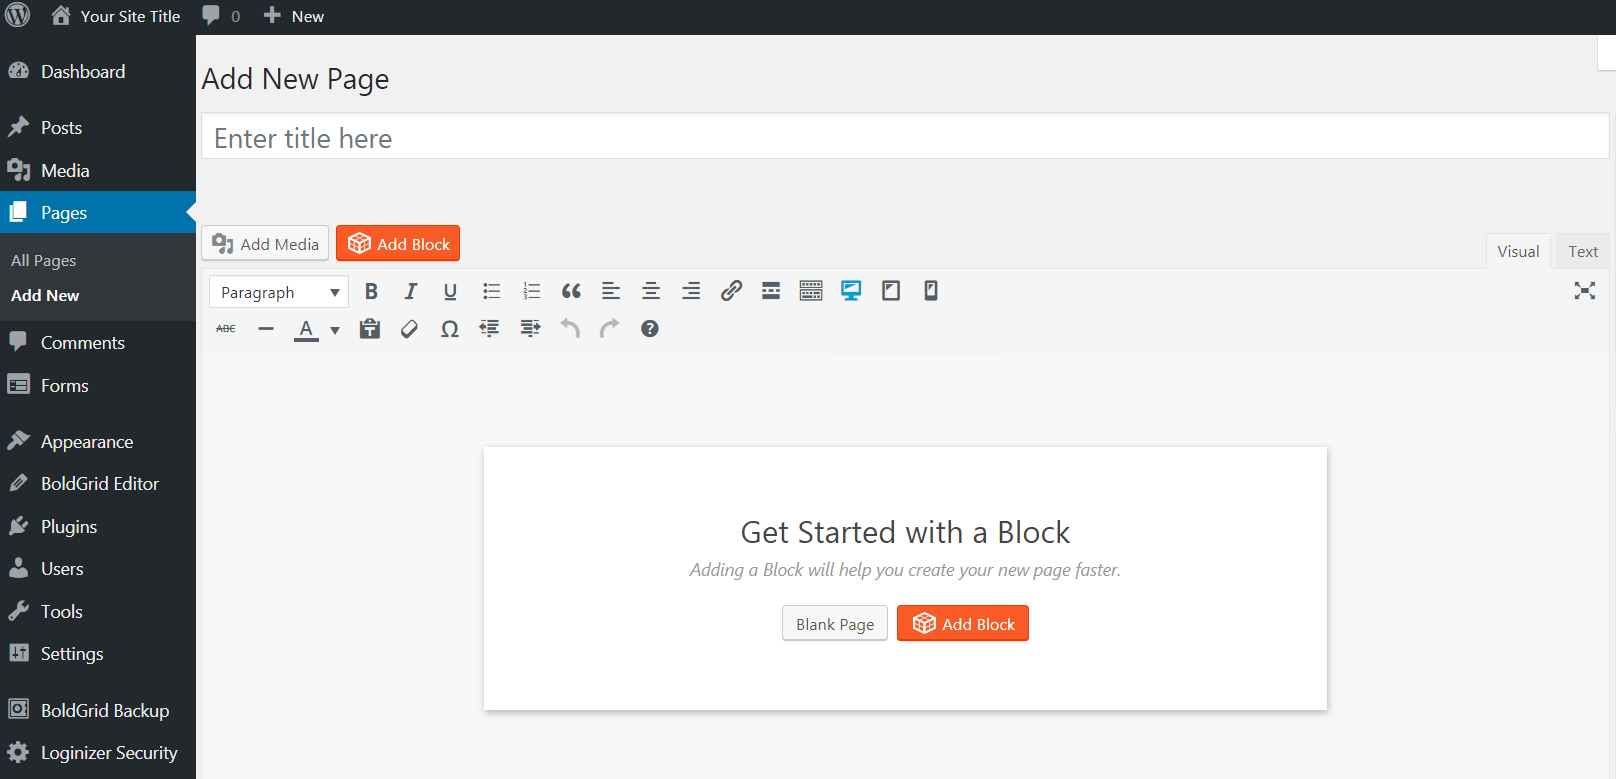 Your Site Title 0 New
Dashboard
Posts
Media
Pages
All Pages
Add New
Comments
Forms
Appearance
BoldGrid Editor
Plugins
Users
Tools
Settings
BoldGrid Backup
Loginizer Security
Add New Page
Enter title here
Add Media Add Block
Visual Text
Paragraph B I U
ABC A Ω
Get Started with a Block
Adding a Block will help you create your new page faster.
Blank Page Add Block